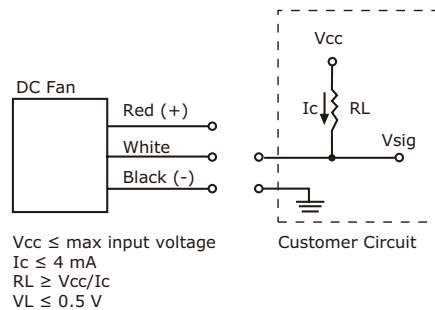 Vcc
DC Fan
Ic
RL
Red (+)
Vsig
White
Black (-)
Vcc ≤ max input voltage
Ic ≤ 4 mA
RL ≥ Vcc/Ic
VL ≤ 0.5 V
Customer Circuit